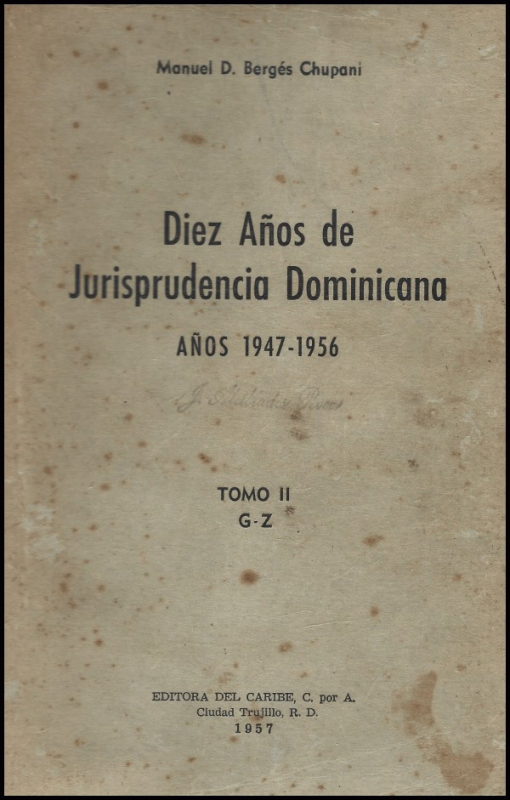 Manuel D. Bergés Chupani
Diez Años de
Jurisprudencia Dominicana
AÑOS 1947-1956
TOMO II
G-Z
EDITORA DEL CARIBE, C. por A.
Ciudad Trujillo, R. D.
1957